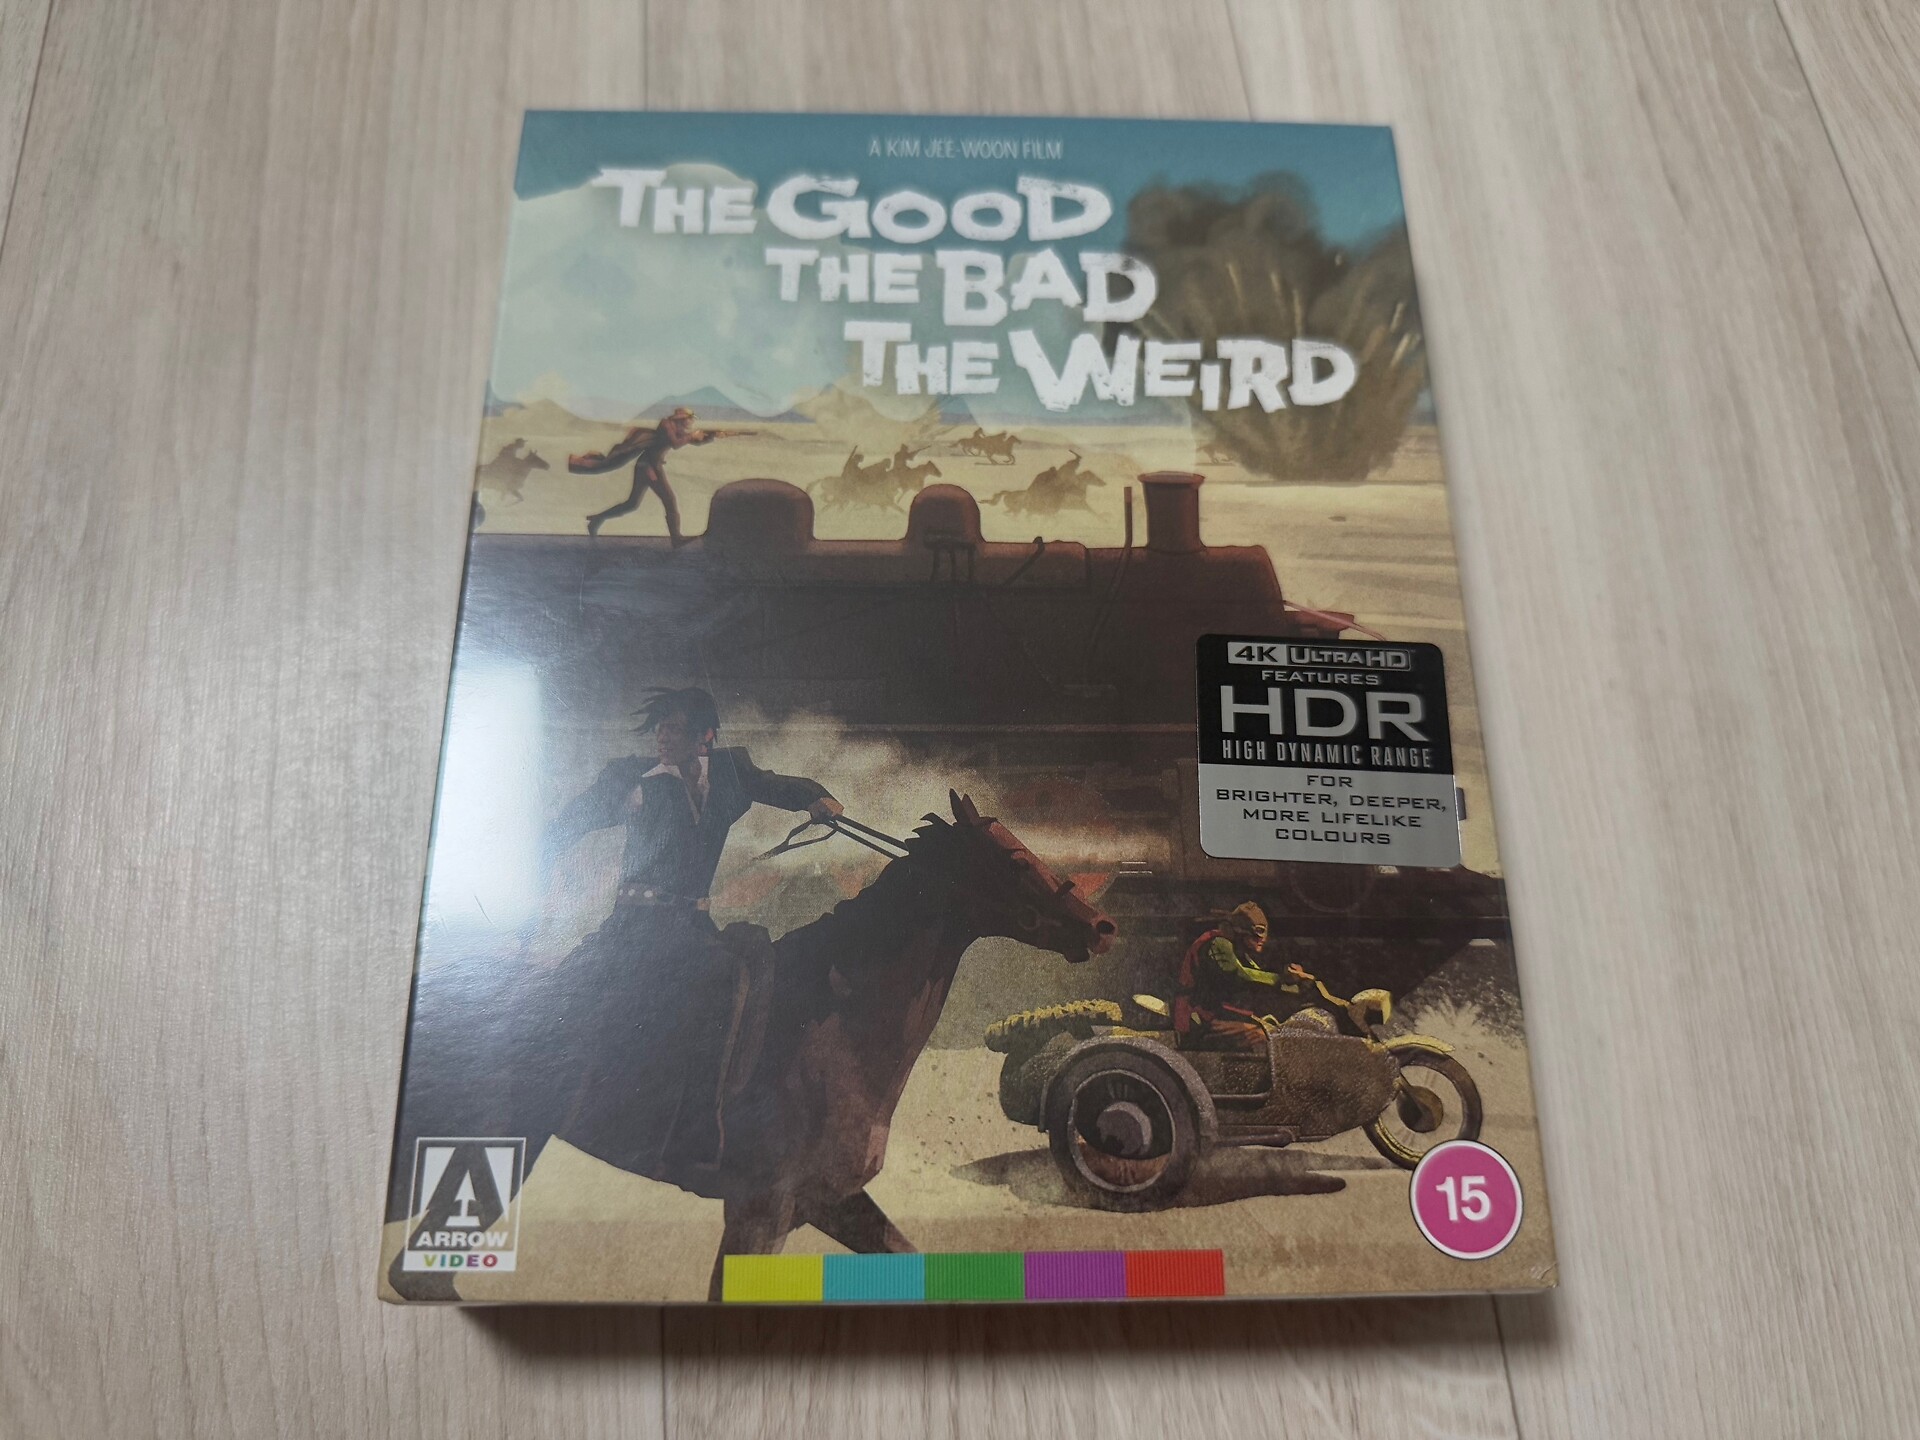 A KIM JEE-WOON FILM
THE GOOD
THE BAD
THE WEIRD
4K ULTRA HD
FEATURES
HDR
HIGH DYNAMIC RANGE
FOR
BRIGHTER, DEEPER,
MORE LIFELIKE
COLOURS
A
ARROW
VIDEO
15